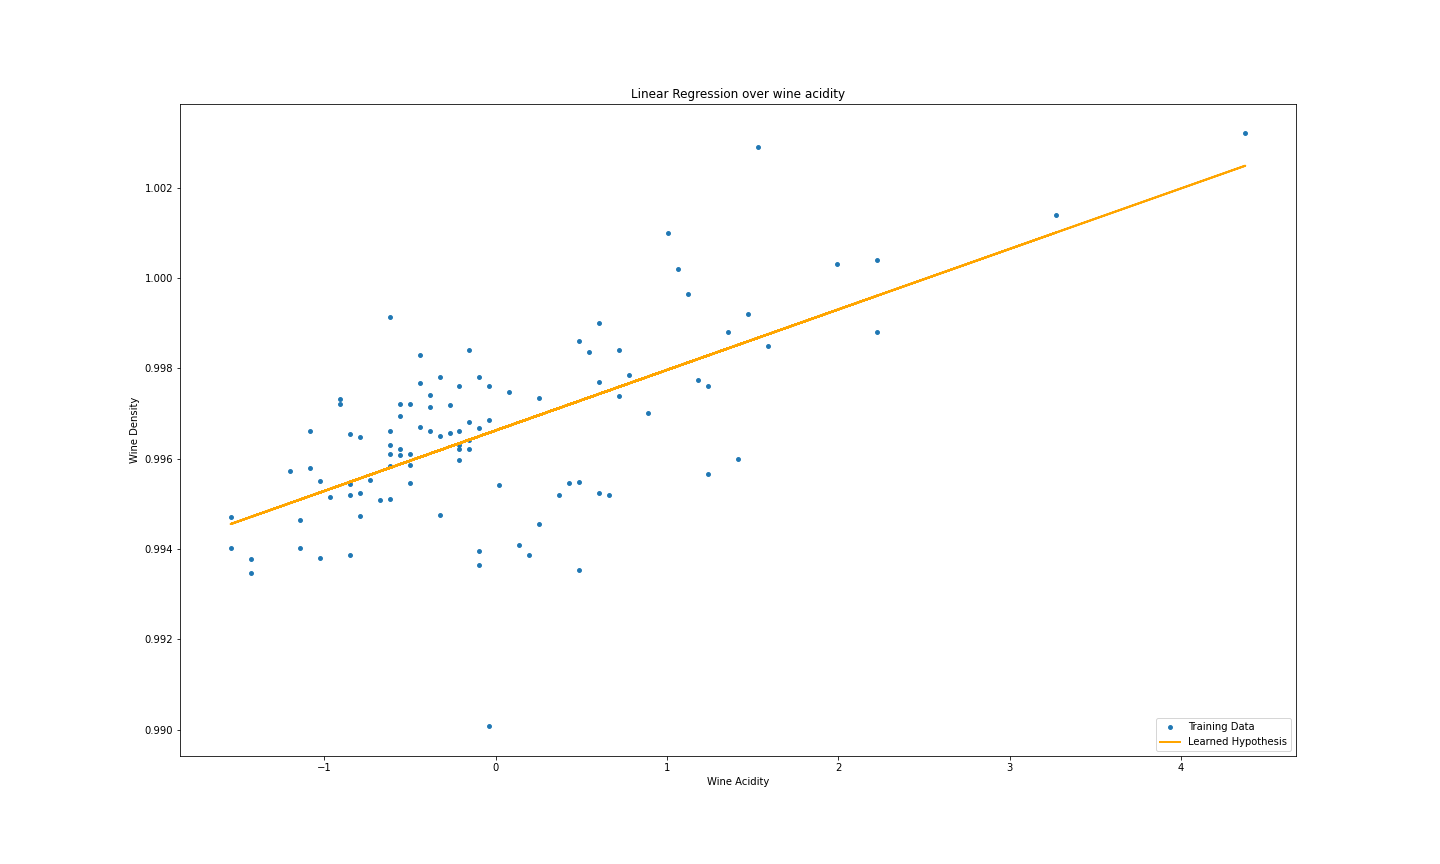 Linear Regression over wine acidity
Wine Density
1.002
1.000
0.998
0.996
0.994
0.992
0.990
Training Data
Learned Hypothesis
−1
0
1
2
3
4
Wine Acidity